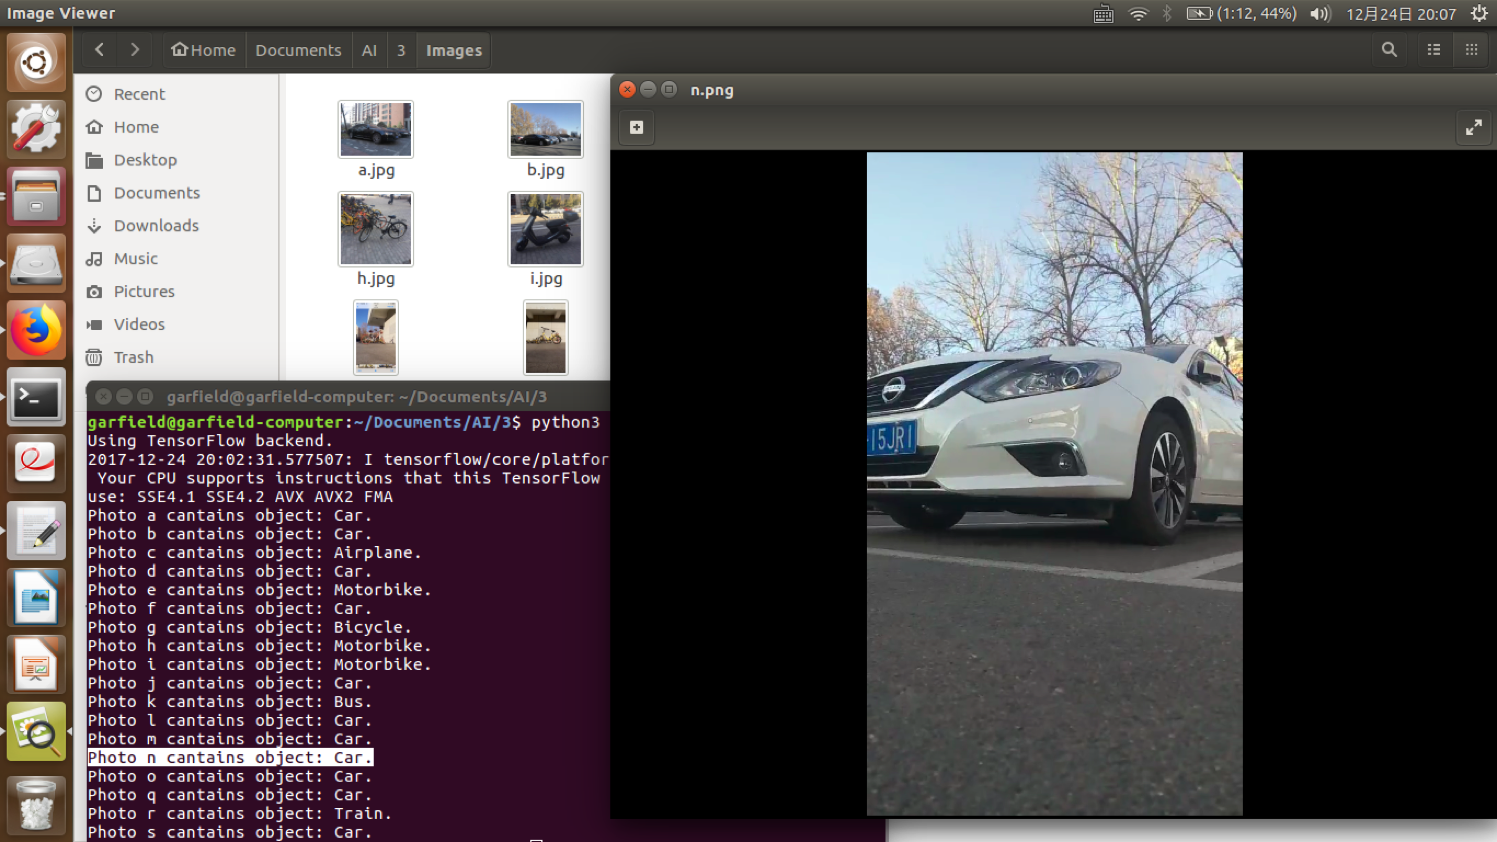 Image Viewer
(1:12, 44%)
12月24日 20:07
Home
Documents
AI
3
Images
Recent
Home
Desktop
Documents
Downloads
Music
Pictures
Videos
Trash
a.jpg
b.jpg
h.jpg
i.jpg
n.png
15JR1
garfield@garfield-computer: ~/Documents/AI/3
garfield@garfield-computer:~/Documents/AI/3$ python3
Using TensorFlow backend.
2017-12-24 20:02:31.577507: I tensorflow/core/platfor
Your CPU supports instructions that this TensorFlow
use: SSE4.1 SSE4.2 AVX AVX2 FMA
Photo a cantains object: Car.
Photo b cantains object: Car.
Photo c cantains object: Airplane.
Photo d cantains object: Car.
Photo e cantains object: Motorbike.
Photo f cantains object: Car.
Photo g cantains object: Bicycle.
Photo h cantains object: Motorbike.
Photo i cantains object: Motorbike.
Photo j cantains object: Car.
Photo k cantains object: Bus.
Photo l cantains object: Car.
Photo m cantains object: Car.
Photo n cantains object: Car.
Photo o cantains object: Car.
Photo q cantains object: Car.
Photo r cantains object: Train.
Photo s cantains object: Car.